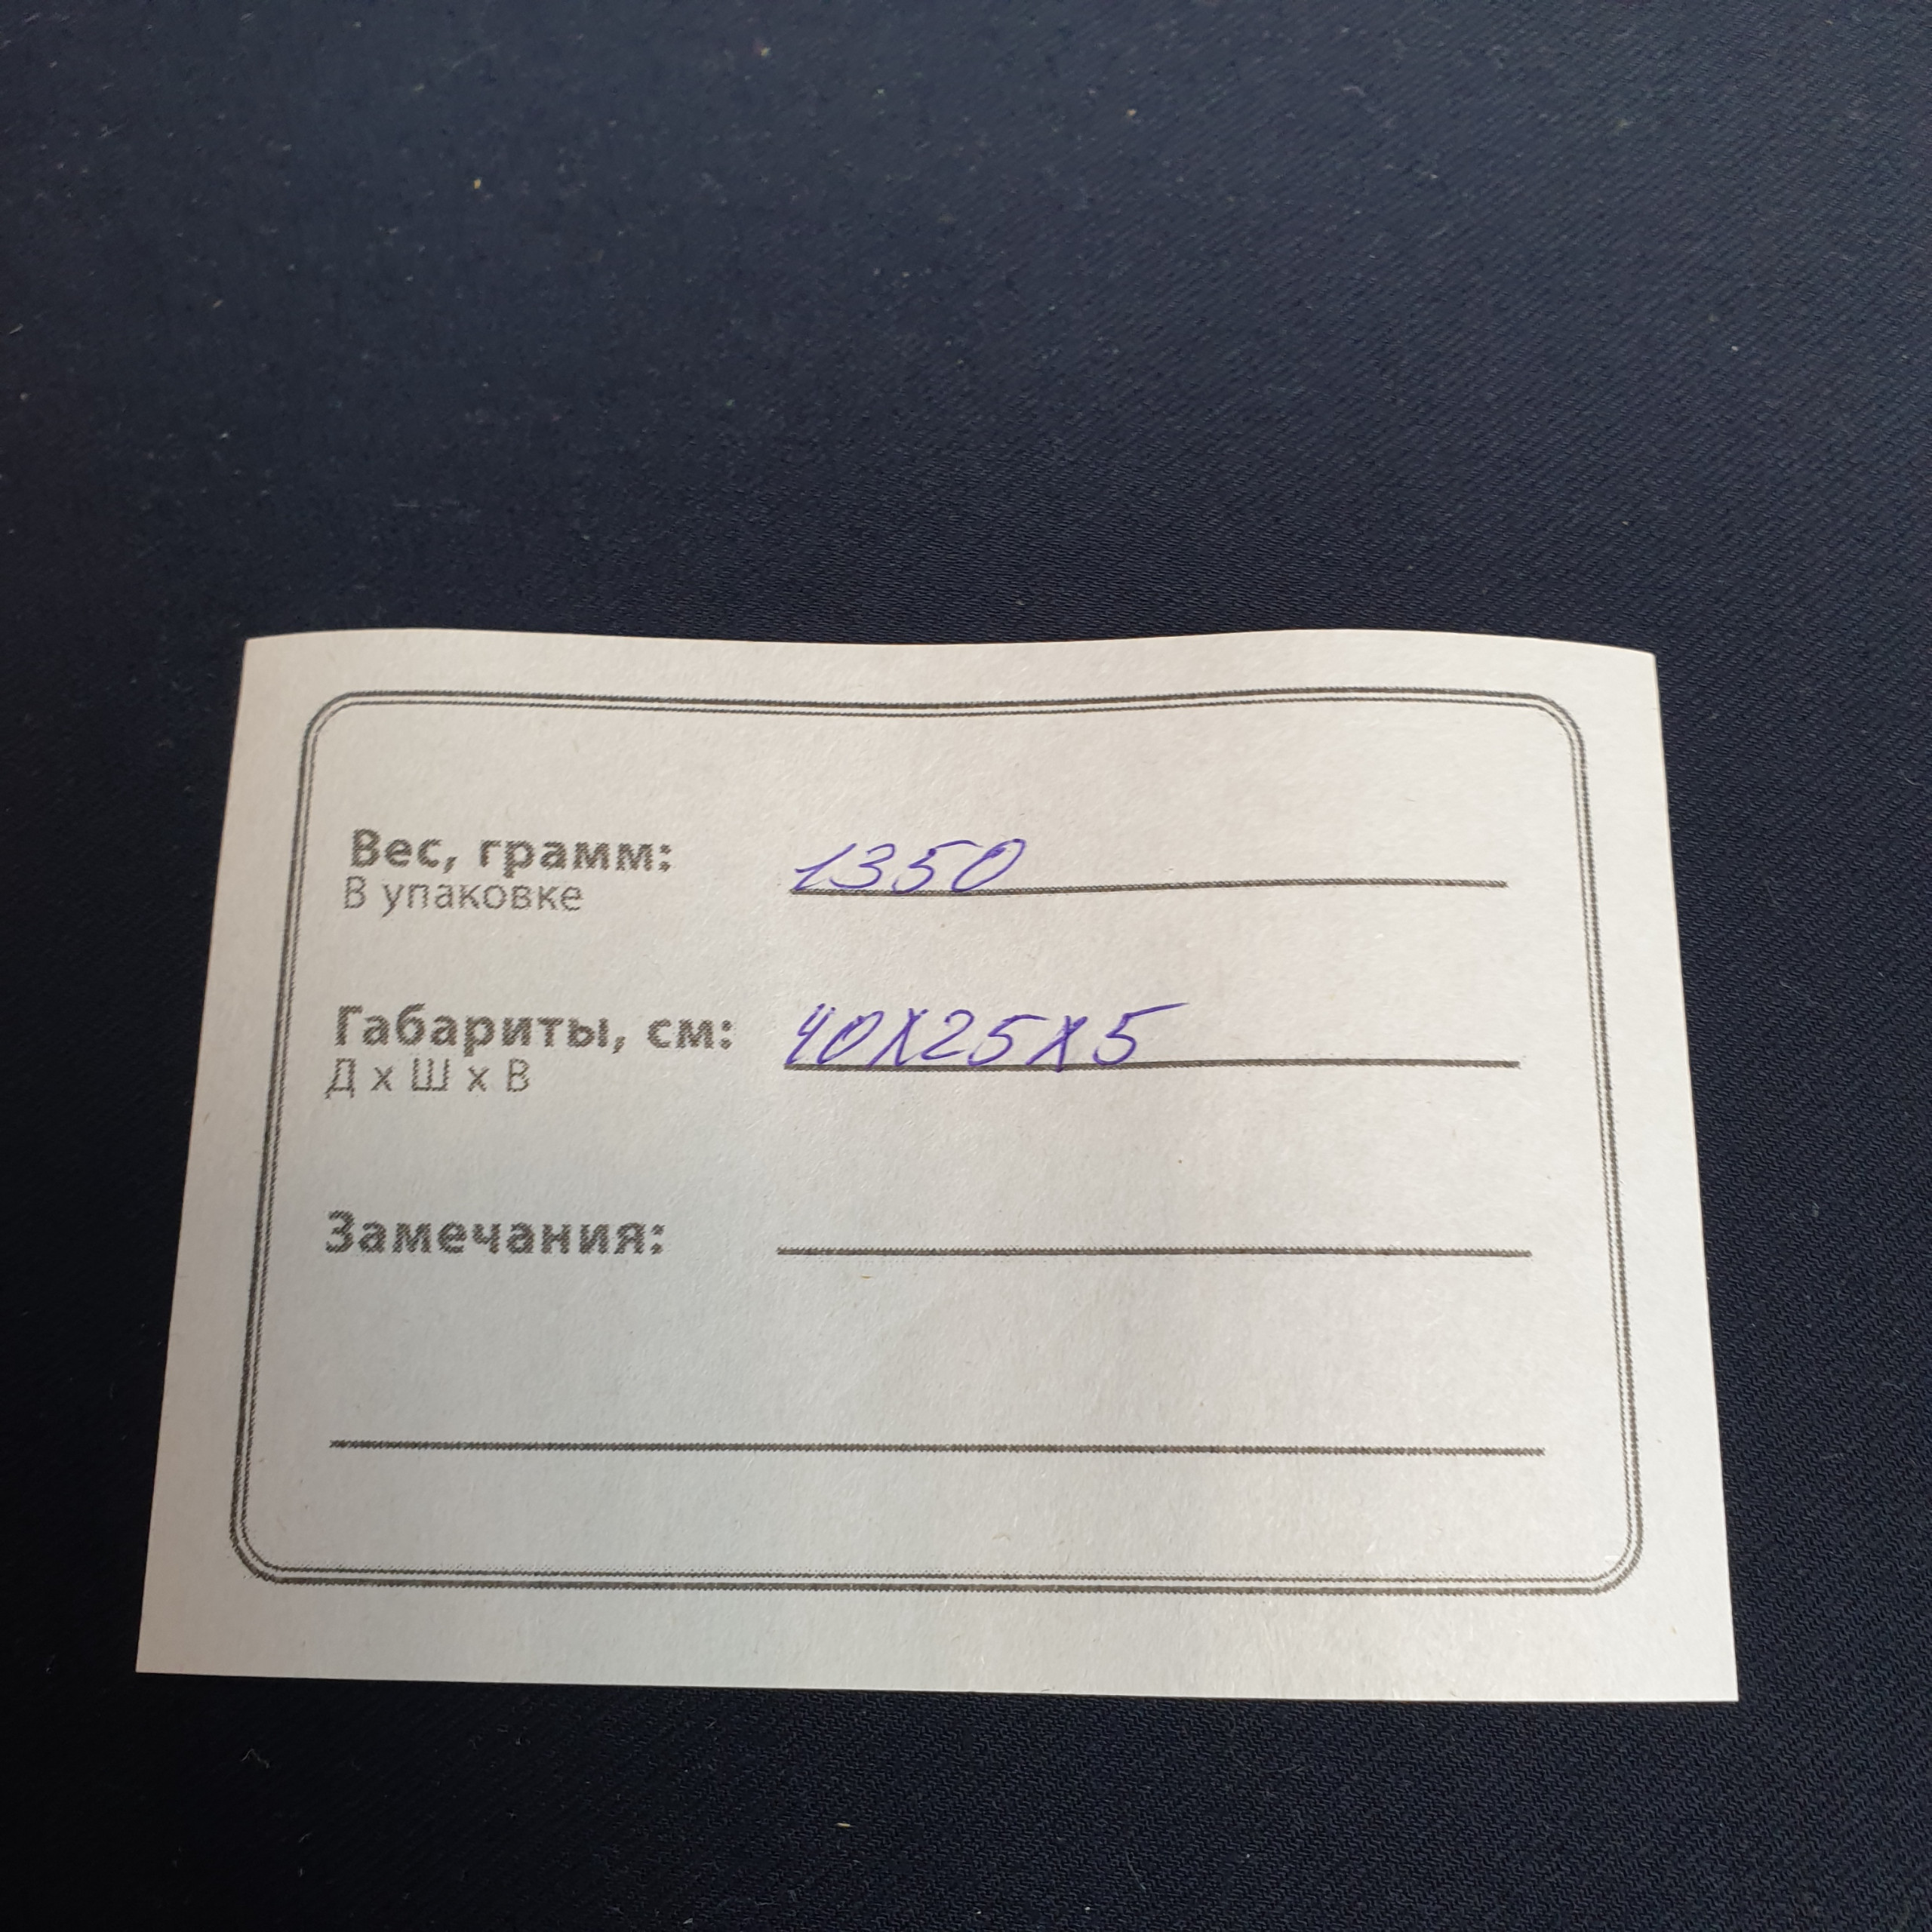 Вес, грамм: 1350
В упаковке
Габариты, см: 40х25х5
Д х Ш х В
Замечания: